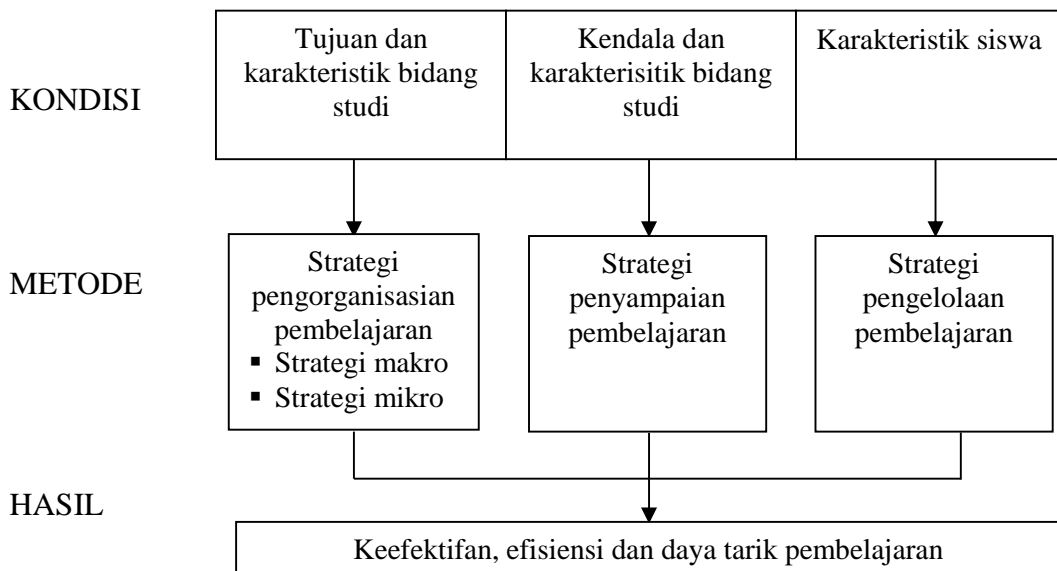 KONDISI
Tujuan dan
karakteristik bidang
studi
Kendala dan
karakterisitik bidang
studi
Karakteristik siswa
METODE
Strategi
pengorganisasian
pembelajaran
▪ Strategi makro
▪ Strategi mikro
Strategi
penyampaian
pembelajaran
Strategi
pengelolaan
pembelajaran
HASIL
Keefektifan, efisiensi dan daya tarik pembelajaran